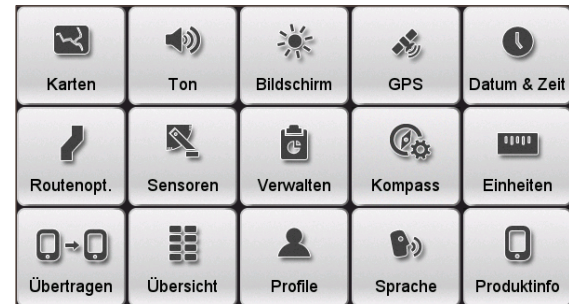 Karten
Ton
Bildschirm
GPS
Datum & Zeit
Routenopt.
Sensoren
Verwalten
Kompass
Einheiten
Übertragen
Übersicht
Profile
Sprache
Produktinfo